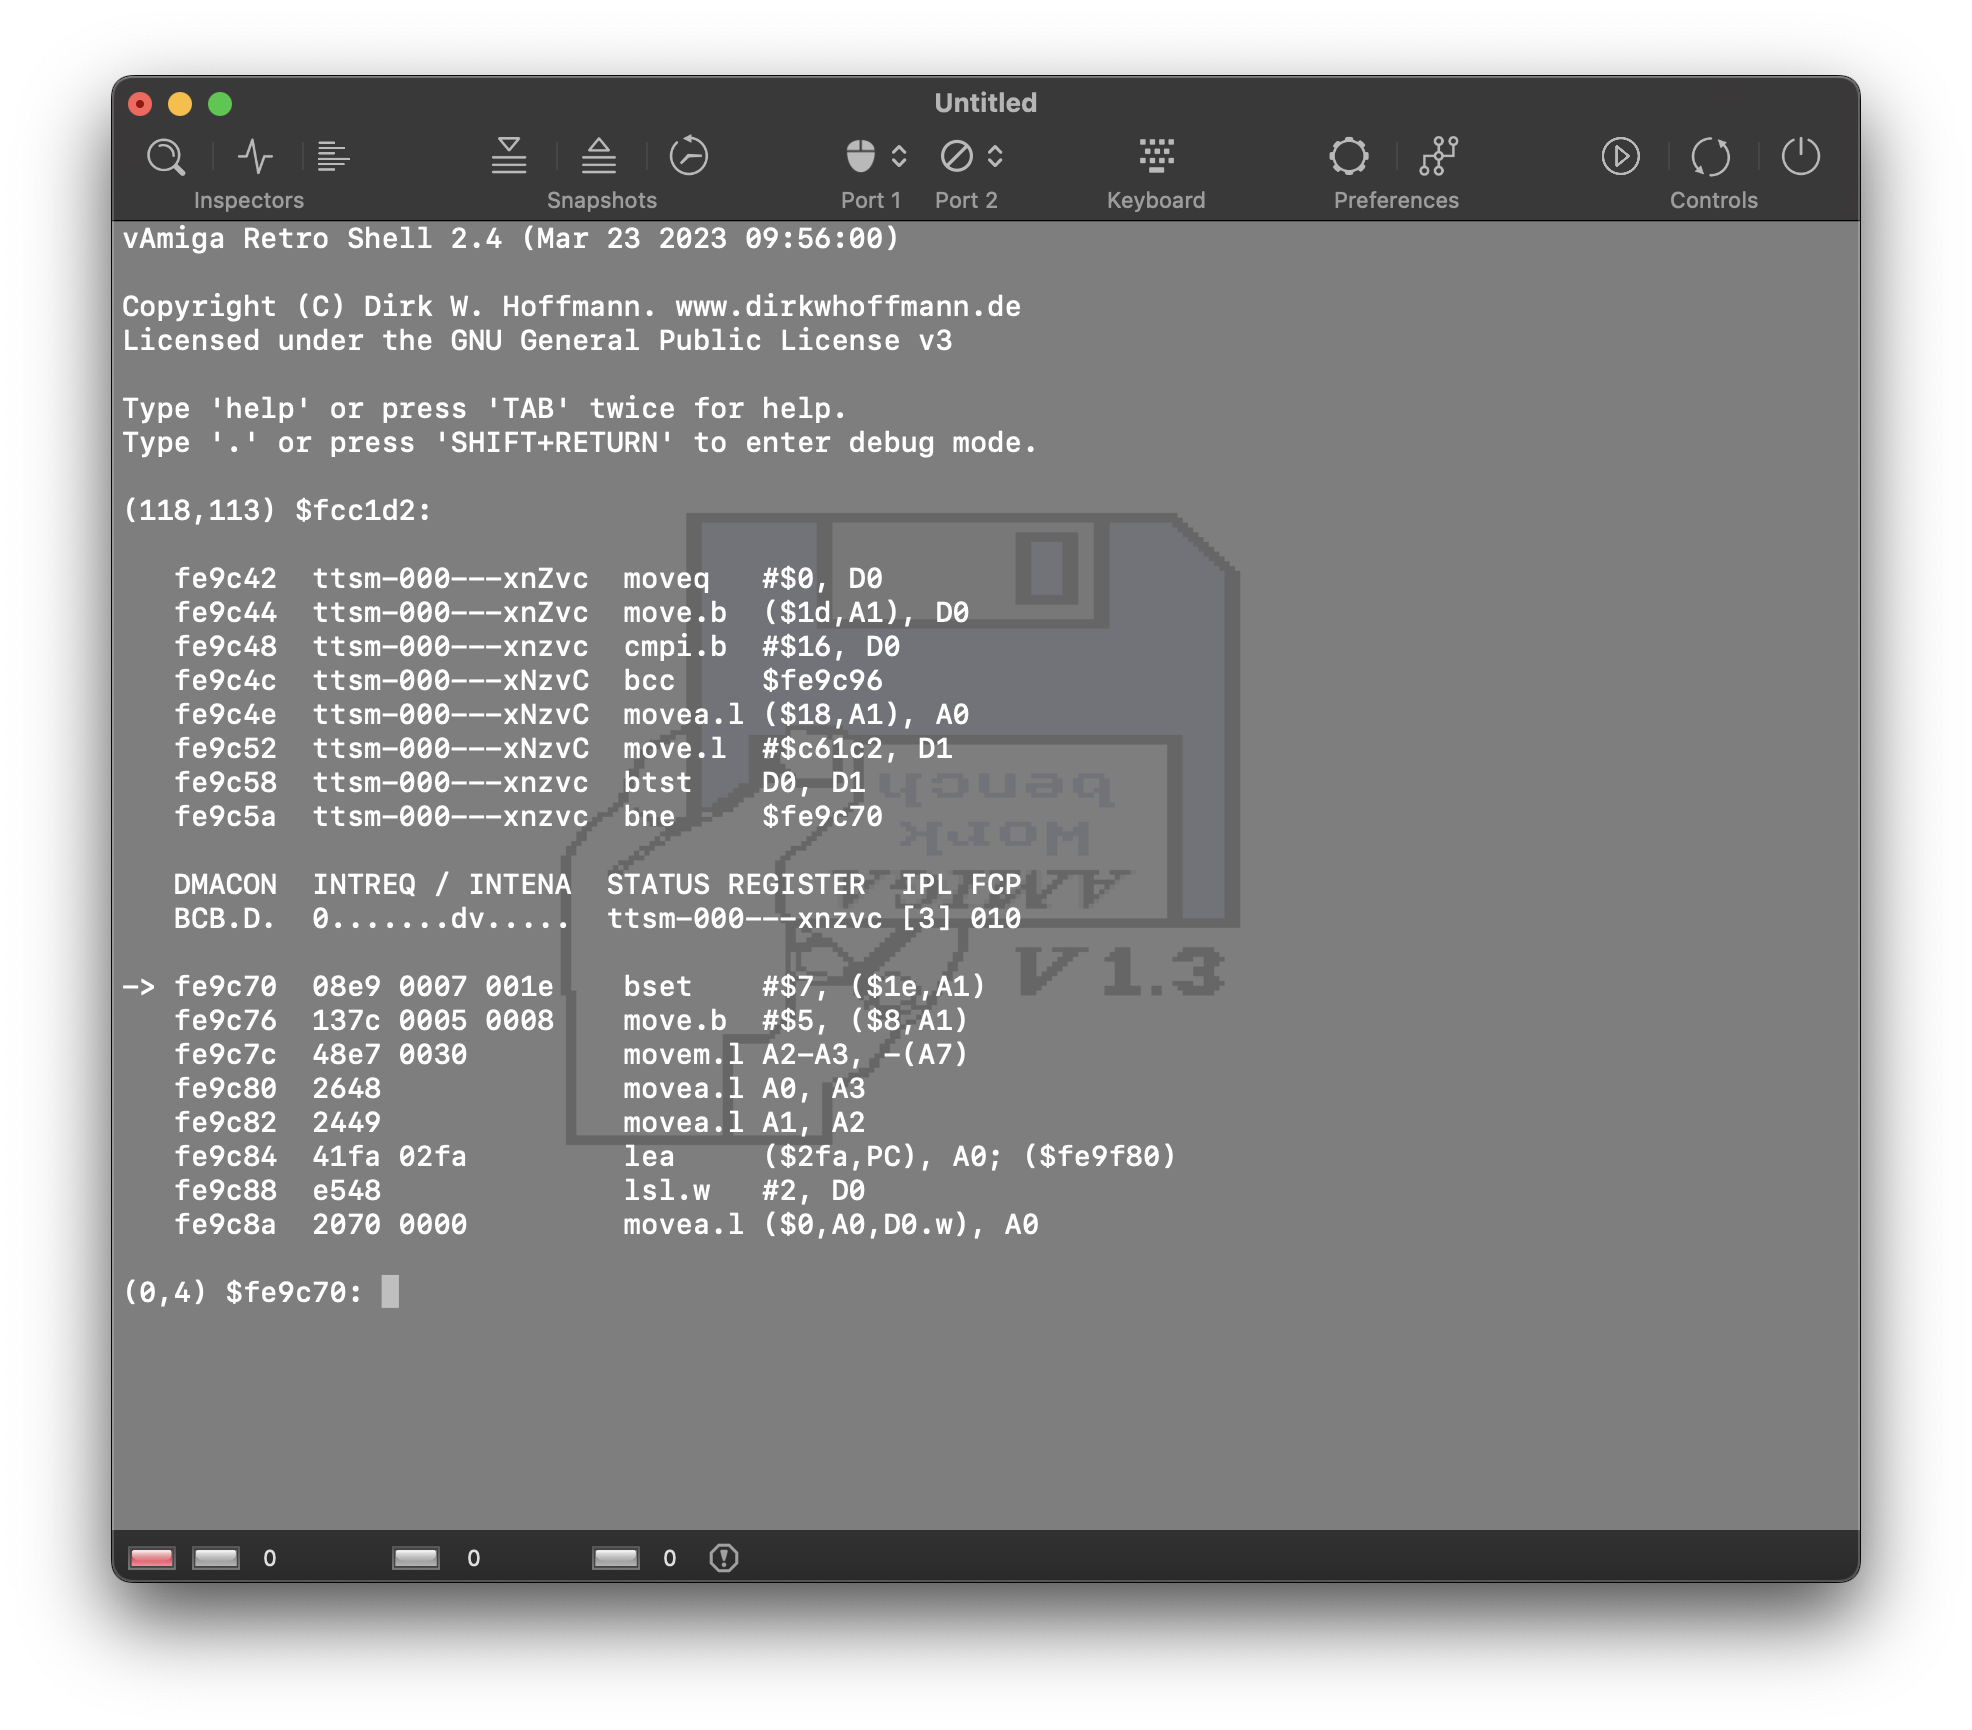 Untitled
Inspectors Snapshots Port 1 Port 2 Keyboard Preferences Controls
vAmiga Retro Shell 2.4 (Mar 23 2023 09:56:00)
Copyright (C) Dirk W. Hoffmann. www.dirkwhoffmann.de
Licensed under the GNU General Public License v3
Type 'help' or press 'TAB' twice for help.
Type '.' or press 'SHIFT+RETURN' to enter debug mode.
(118,113) $fcc1d2:
fe9c42 ttsm-000---xnZvc moveq #$0, D0
fe9c44 ttsm-000---xnZvc move.b ($1d,A1), D0
fe9c48 ttsm-000---xnzvc cmpi.b #$16, D0
fe9c4c ttsm-000---xNzvC bcc $fe9c96
fe9c4e ttsm-000---xNzvC movea.l ($18,A1), A0
fe9c52 ttsm-000---xNzvC move.l #$c61c2, D1
fe9c58 ttsm-000---xnzvc btst D0, D1
fe9c5a ttsm-000---xnzvc bne $fe9c70
DMACON INTREQ / INTENA STATUS REGISTER IPL FCP
BCB.D. 0.......dv..... ttsm-000---xnzvc [3] 010
-> fe9c70 08e9 0007 001e bset #$7, ($1e,A1)
fe9c76 137c 0005 0008 move.b #$5, ($8,A1)
fe9c7c 48e7 0030 movem.l A2-A3, -(A7)
fe9c80 2648 movea.l A0, A3
fe9c82 2449 movea.l A1, A2
fe9c84 41fa 02fa lea ($2fa,PC), A0; ($fe9f80)
fe9c88 e548 lsl.w #2, D0
fe9c8a 2070 0000 movea.l ($0,A0,D0.w), A0
(0,4) $fe9c70:
bench
Work
AMIGA
V1.3
0 0 0